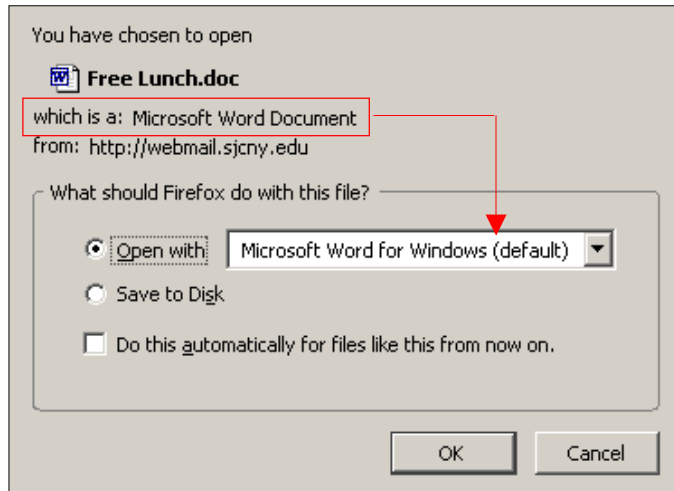 You have chosen to open
Free Lunch.doc
which is a: Microsoft Word Document
from: http://webmail.sjcny.edu
What should Firefox do with this file?
Open with Microsoft Word for Windows (default)
Save to Disk
Do this automatically for files like this from now on.
OK Cancel